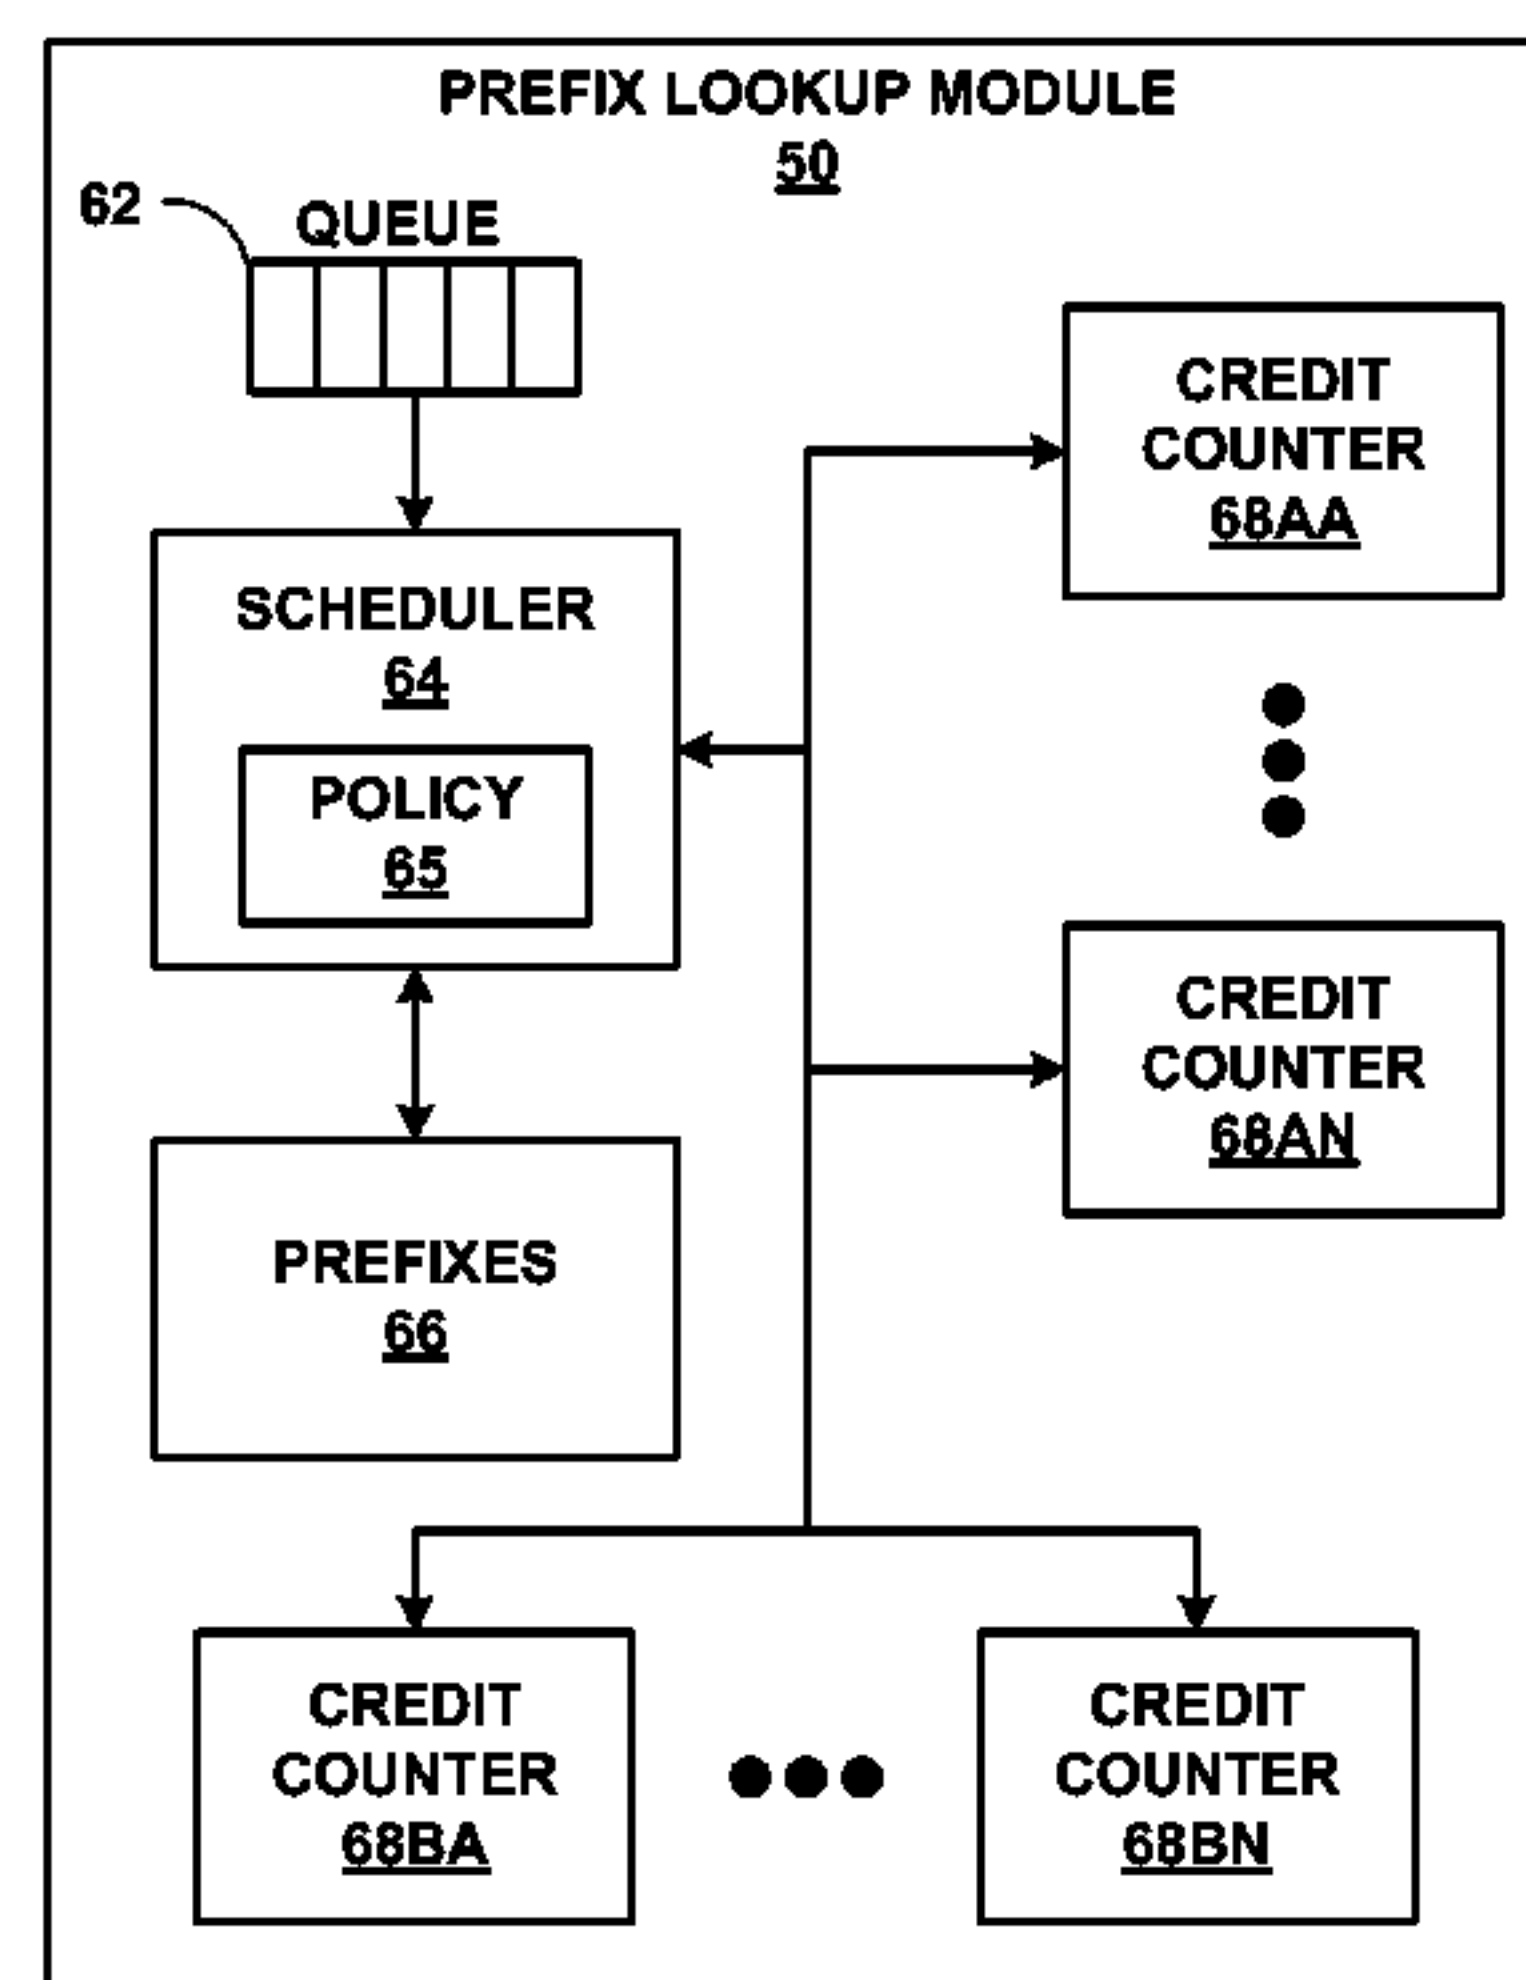 PREFIX LOOKUP MODULE
50
62
QUEUE
SCHEDULER
64
POLICY
65
PREFIXES
66
CREDIT
COUNTER
68AA
CREDIT
COUNTER
68AN
CREDIT
COUNTER
68BA
CREDIT
COUNTER
68BN